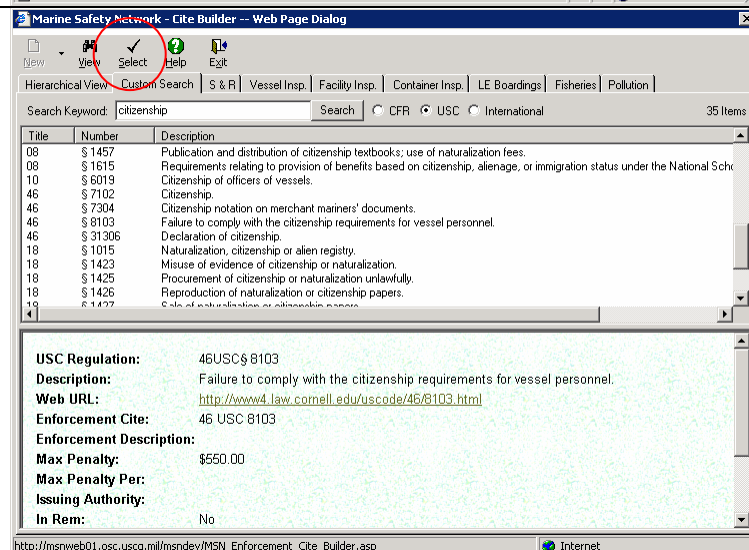 Marine Safety Network - Cite Builder -- Web Page Dialog
New View Select Help Exit
Hierarchical View Custom Search S & R Vessel Insp. Facility Insp. Container Insp. LE Boardings Fisheries Pollution
Search Keyword: citizenship Search CFR USC International 35 Items
Title Number Description
08 § 1457 Publication and distribution of citizenship textbooks; use of naturalization fees.
08 § 1615 Requirements relating to provision of benefits based on citizenship, alienage, or immigration status under the National Scho
10 § 6019 Citizenship of officers of vessels.
46 § 7102 Citizenship.
46 § 7304 Citizenship notation on merchant mariners' documents.
46 § 8103 Failure to comply with the citizenship requirements for vessel personnel.
46 § 31306 Declaration of citizenship.
18 § 1015 Naturalization, citizenship or alien registry.
18 § 1423 Misuse of evidence of citizenship or naturalization.
18 § 1425 Procurement of citizenship or naturalization unlawfully.
18 § 1426 Reproduction of naturalization or citizenship papers.
18 § 1427 Sale of naturalization or citizenship papers.
USC Regulation: 46USC§ 8103
Description: Failure to comply with the citizenship requirements for vessel personnel.
Web URL: http://www4.law.cornell.edu/uscode/46/8103.html
Enforcement Cite: 46 USC 8103
Enforcement Description:
Max Penalty: $550.00
Max Penalty Per:
Issuing Authority:
In Rem: No
http://msnweb01.osc.uscg.mil/msndev/MSN_Enforcement_Cite_Builder.asp Internet